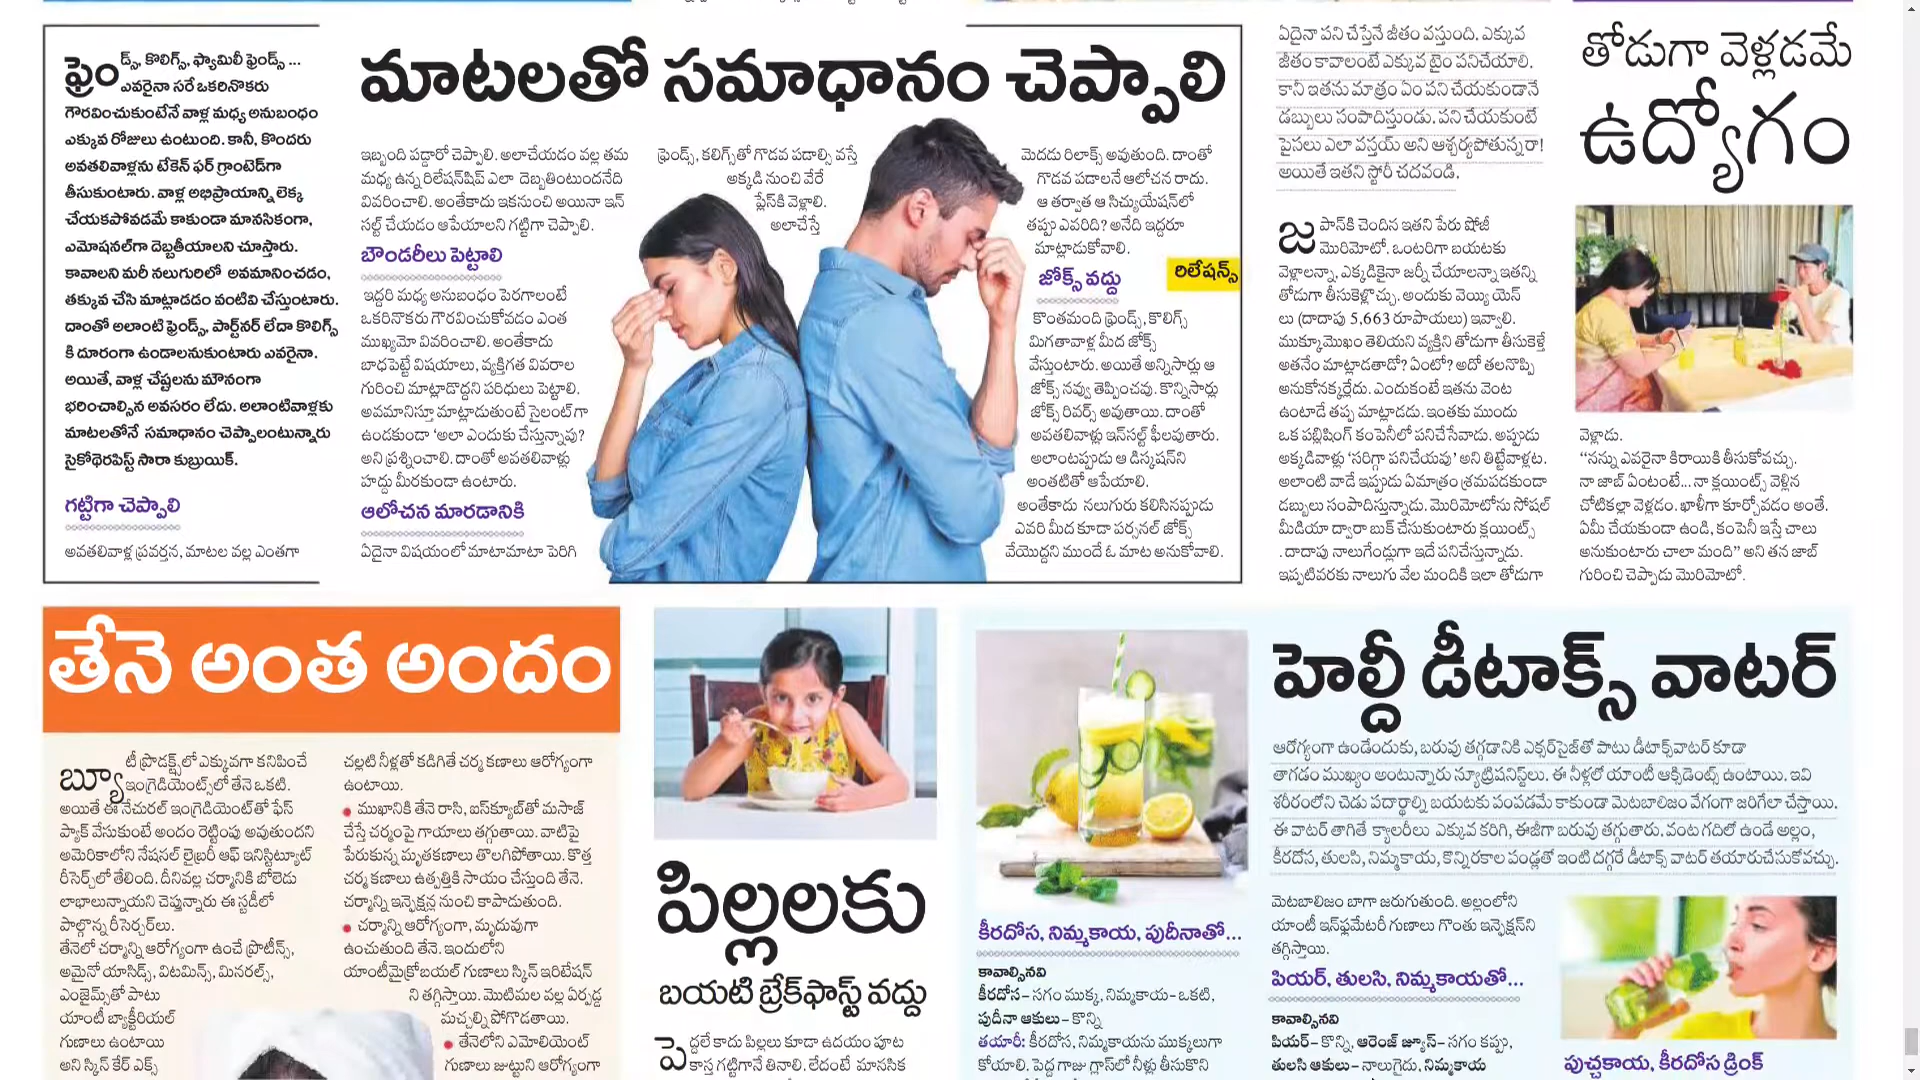 మాటలతో సమాధానం చెప్పాలి
ఫ్రెండ్స్, కొలిగ్స్, ఫ్యామిలీ ఫ్రెండ్స్ ...
ఎవరైనా సరే ఒకరినొకరు
గౌరవించుకుంటేనే వాళ్ల మధ్య అనుబంధం
ఎక్కువ రోజులు ఉంటుంది. కానీ, కొందరు
అవతలివాళ్లను టేకెన్ ఫర్ గ్రాంటెడ్‌గా
తీసుకుంటారు. వాళ్ల అభిప్రాయాన్ని లెక్క
చేయకపోవడమే కాకుండా మానసికంగా,
ఎమోషనల్‌గా దెబ్బతీయాలని చూస్తారు.
కావాలని మరీ నలుగురిలో అవమానించడం,
తక్కువ చేసి మాట్లాడడం వంటివి చేస్తుంటారు.
దాంతో అలాంటి ఫ్రెండ్స్, పార్ట్‌నర్ లేదా కొలిగ్స్
కి దూరంగా ఉండాలనుకుంటారు ఎవరైనా.
అయితే, వాళ్ల చేష్టలను మౌనంగా
భరించాల్సిన అవసరం లేదు. అలాంటివాళ్లకు
మాటలతోనే సమాధానం చెప్పాలంటున్నారు
సైకోథెరపిస్ట్ సారా కుబ్రుయిక్.
గట్టిగా చెప్పాలి
అవతలివాళ్ల ప్రవర్తన, మాటల వల్ల ఎంతగా
ఇబ్బంది పడ్డారో చెప్పాలి. అలాచేయడం వల్ల తమ
మధ్య ఉన్న రిలేషన్‌షిప్ ఎలా దెబ్బతింటుందనేది
వివరించాలి. అంతేకాదు ఇకనుంచి అయినా ఇన్
సల్ట్ చేయడం ఆపేయాలని గట్టిగా చెప్పాలి.
బౌండరీలు పెట్టాలి
ఇద్దరి మధ్య అనుబంధం పెరగాలంటే
ఒకరినొకరు గౌరవించుకోవడం ఎంత
ముఖ్యమో వివరించాలి. అంతేకాదు
బాధపెట్టే విషయాలు, వ్యక్తిగత వివరాల
గురించి మాట్లాడొద్దని పరిధులు పెట్టాలి.
అవమానిస్తూ మాట్లాడుతుంటే సైలెంట్ గా
ఉండకుండా ‘అలా ఎందుకు చేస్తున్నావు?
అని ప్రశ్నించాలి. దాంతో అవతలివాళ్లు
హద్దు మీరకుండా ఉంటారు.
ఆలోచన మారడానికి
ఏదైనా విషయంలో మాటామాటా పెరిగి
ఫ్రెండ్స్, కలిగ్స్‌తో గొడవ పడాల్సి వస్తే
అక్కడి నుంచి వేరే
ప్లేస్‌కి వెళ్లాలి.
అలాచేస్తే
మెదడు రిలాక్స్ అవుతుంది. దాంతో
గొడవ పడాలనే ఆలోచన రాదు.
ఆ తర్వాత ఆ సిచ్యుయేషన్‌లో
తప్పు ఎవరిది? అనేది ఇద్దరూ
మాట్లాడుకోవాలి.
జోక్స్ వద్దు
రిలేషన్స్
కొంతమంది ఫ్రెండ్స్, కొలిగ్స్
మిగతావాళ్ల మీద జోక్స్
వేస్తుంటారు. అయితే అన్నిసార్లు ఆ
జోక్స్ నవ్వు తెప్పించవు. కొన్నిసార్లు
జోక్స్ రివర్స్ అవుతాయి. దాంతో
అవతలివాళ్లు ఇన్‌సల్ట్ ఫీలవుతారు.
అలాంటప్పుడు ఆ డిస్కషన్‌ని
అంతటితో ఆపేయాలి.
అంతేకాదు నలుగురు కలిసినప్పుడు
ఎవరి మీద కూడా పర్సనల్ జోక్స్
వేయొద్దని ముందే ఓ మాట అనుకోవాలి.
ఏదైనా పని చేస్తేనే జీతం వస్తుంది. ఎక్కువ
జీతం కావాలంటే ఎక్కువ టైం పనిచేయాలి.
కానీ ఇతను మాత్రం ఏం పని చేయకుండానే
డబ్బులు సంపాదిస్తుండు. పని చేయకుంటే
పైసలు ఎలా వస్తయ్ అని ఆశ్చర్యపోతున్నరా!
అయితే ఇతని స్టోరీ చదవండి.
తోడుగా వెళ్లడమే
ఉద్యోగం
జపాన్‌కి చెందిన ఇతని పేరు షోజీ
మొరిమోటో. ఒంటరిగా బయటకు
వెళ్లాలన్నా, ఎక్కడికైనా జర్నీ చేయాలన్నా ఇతన్ని
తోడుగా తీసుకెళ్లొచ్చు. అందుకు వెయ్యి యెన్
లు (దాదాపు 5,663 రూపాయలు) ఇవ్వాలి.
ముక్కూమొఖం తెలియని వ్యక్తిని తోడుగా తీసుకెళ్తే
అతనేం మాట్లాడతాడో? ఏంటో? అదో తలనొప్పి
అనుకోనక్కర్లేదు. ఎందుకంటే ఇతను వెంట
ఉంటాడే తప్ప మాట్లాడడు. ఇంతకు ముందు
ఒక పబ్లిషింగ్ కంపెనీలో పనిచేసేవాడు. అప్పుడు
అక్కడివాళ్లు ‘సరిగ్గా పనిచేయవు’ అని తిట్టేవాళ్లట.
అలాంటి వాడే ఇప్పుడు ఏమాత్రం శ్రమపడకుండా
డబ్బులు సంపాదిస్తున్నాడు. మొరిమోటోను సోషల్
మీడియా ద్వారా బుక్ చేసుకుంటారు క్లయింట్స్
. దాదాపు నాలుగేండ్లుగా ఇదే పనిచేస్తున్నాడు.
ఇప్పటివరకు నాలుగు వేల మందికి ఇలా తోడుగా
వెళ్లాడు.
“నన్ను ఎవరైనా కిరాయికి తీసుకోవచ్చు.
నా జాబ్ ఏంటంటే... నా క్లయింట్స్ వెళ్లిన
చోటికల్లా వెళ్లడం. ఖాళీగా కూర్చోవడం అంతే.
ఏమీ చేయకుండా ఉండి, కంపెనీ ఇస్తే చాలు
అనుకుంటారు చాలా మంది” అని తన జాబ్
గురించి చెప్పాడు మొరిమోటో.
తేనె అంత అందం
బ్యూటీ ప్రొడక్ట్స్‌లో ఎక్కువగా కనిపించే
ఇంగ్రెడియెంట్స్‌లో తేనె ఒకటి.
అయితే ఈ నేచురల్ ఇంగ్రెడియెంట్‌తో ఫేస్
ప్యాక్ వేసుకుంటే అందం రెట్టింపు అవుతుందని
అమెరికాలోని నేషనల్ లైబ్రరీ ఆఫ్ ఇనిస్టిట్యూట్
రీసెర్చ్‌లో తేలింది. దీనివల్ల చర్మానికి బోలెడు
లాభాలున్నాయని చెప్తున్నారు ఈ స్టడీలో
పాల్గొన్న రీసెర్చర్‌లు.
తేనెలో చర్మాన్ని ఆరోగ్యంగా ఉంచే ప్రొటీన్స్,
అమైనో యాసిడ్స్, విటమిన్స్, మినరల్స్,
ఎంజైమ్స్‌తో పాటు
యాంటీ బ్యాక్టీరియల్
గుణాలు ఉంటాయి
అని స్కిన్ కేర్ ఎక్స్
చల్లటి నీళ్లతో కడిగితే చర్మ కణాలు ఆరోగ్యంగా
ఉంటాయి.
● ముఖానికి తేనె రాసి, ఐస్‌క్యూబ్‌తో మసాజ్
చేస్తే చర్మంపై గాయాలు తగ్గుతాయి. వాటిపై
పేరుకున్న మృతకణాలు తొలగిపోతాయి. కొత్త
చర్మ కణాలు ఉత్పత్తికి సాయం చేస్తుంది తేనే.
చర్మాన్ని ఇన్ఫెక్షన్ల నుంచి కాపాడుతుంది.
● చర్మాన్ని ఆరోగ్యంగా, మృదువుగా
ఉంచుతుంది తేనె. ఇందులోని
యాంటీమైక్రోబయల్ గుణాలు స్కిన్ ఇరిటేషన్
ని తగ్గిస్తాయి. మొటిమల వల్ల ఏర్పడ్డ
మచ్చల్ని పోగొడతాయి.
● తేనెలోని ఎమోలియెంట్
గుణాలు జుట్టుని ఆరోగ్యంగా
పిల్లలకు
బయటి బ్రేక్‌ఫాస్ట్ వద్దు
పెద్దలే కాదు పిల్లలు కూడా ఉదయం పూట
కాస్త గట్టిగానే తినాలి. లేదంటే మానసిక
హెల్దీ డీటాక్స్ వాటర్
ఆరోగ్యంగా ఉండేందుకు, బరువు తగ్గడానికి ఎక్సర్‌సైజ్‌తో పాటు డీటాక్స్‌వాటర్ కూడా
తాగడం ముఖ్యం అంటున్నారు న్యూట్రిషనిస్ట్‌లు. ఈ నీళ్లలో యాంటీ ఆక్సిడెంట్స్ ఉంటాయి. ఇవి
శరీరంలోని చెడు పదార్థాల్ని బయటకు పంపడమే కాకుండా మెటబాలిజం వేగంగా జరిగేలా చేస్తాయి.
ఈ వాటర్ తాగితే క్యాలరీలు ఎక్కువ కరిగి, ఈజీగా బరువు తగ్గుతారు. వంట గదిలో ఉండే అల్లం,
కీరదోస, తులసి, నిమ్మకాయ, కొన్నిరకాల పండ్లతో ఇంటి దగ్గరే డీటాక్స్ వాటర్ తయారుచేసుకోవచ్చు.
కీరదోస, నిమ్మకాయ, పుదీనాతో...
కావాల్సినవి
కీరదోస– సగం ముక్క, నిమ్మకాయ– ఒకటి,
పుదీనా ఆకులు– కొన్ని
తయారీ: కీరదోస, నిమ్మకాయను ముక్కలుగా
కోయాలి. పెద్ద గాజు గ్లాస్‌లో నీళ్లు తీసుకొని
మెటబాలిజం బాగా జరుగుతుంది. అల్లంలోని
యాంటీ ఇన్‌ఫ్లమేటరీ గుణాలు గొంతు ఇన్ఫెక్షన్‌ని
తగ్గిస్తాయి.
పియర్, తులసి, నిమ్మకాయతో...
కావాల్సినవి
పియర్– కొన్ని, ఆరెంజ్ జ్యూస్– సగం కప్పు,
తులసి ఆకులు– నాలుగైదు, నిమ్మకాయ
పుచ్చకాయ, కీరదోస డ్రింక్